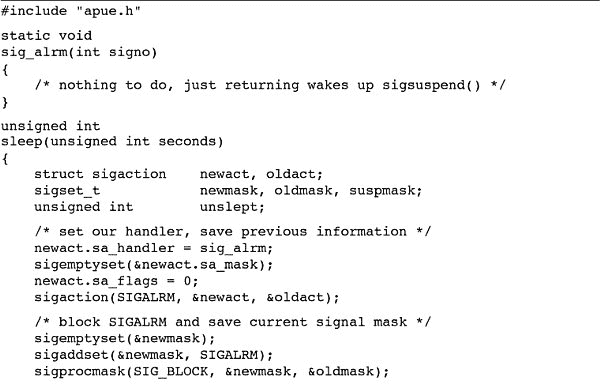 #include "apue.h"
static void
sig_alrm(int signo)
{
    /* nothing to do, just returning wakes up sigsuspend() */
}
unsigned int
sleep(unsigned int seconds)
{
    struct sigaction    newact, oldact;
    sigset_t            newmask, oldmask, suspmask;
    unsigned int        unslept;
    /* set our handler, save previous information */
    newact.sa_handler = sig_alrm;
    sigemptyset(&newact.sa_mask);
    newact.sa_flags = 0;
    sigaction(SIGALRM, &newact, &oldact);
    /* block SIGALRM and save current signal mask */
    sigemptyset(&newmask);
    sigaddset(&newmask, SIGALRM);
    sigprocmask(SIG_BLOCK, &newmask, &oldmask);